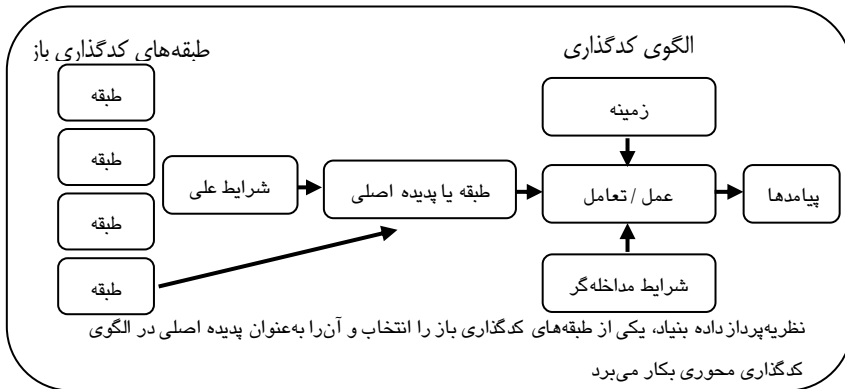 الگوی کدگذاری
طبقه‌های کدگذاری باز
طبقه
طبقه
طبقه
طبقه
شرایط علی
طبقه یا پدیده اصلی
زمینه
عمل / تعامل
شرایط مداخله‌گر
پیامدها
نظریه‌پرداز داده بنیاد، یکی از طبقه‌های کدگذاری باز را انتخاب و آن‌را به‌عنوان پدیده اصلی در الگوی
کدگذاری محوری بکار می‌برد